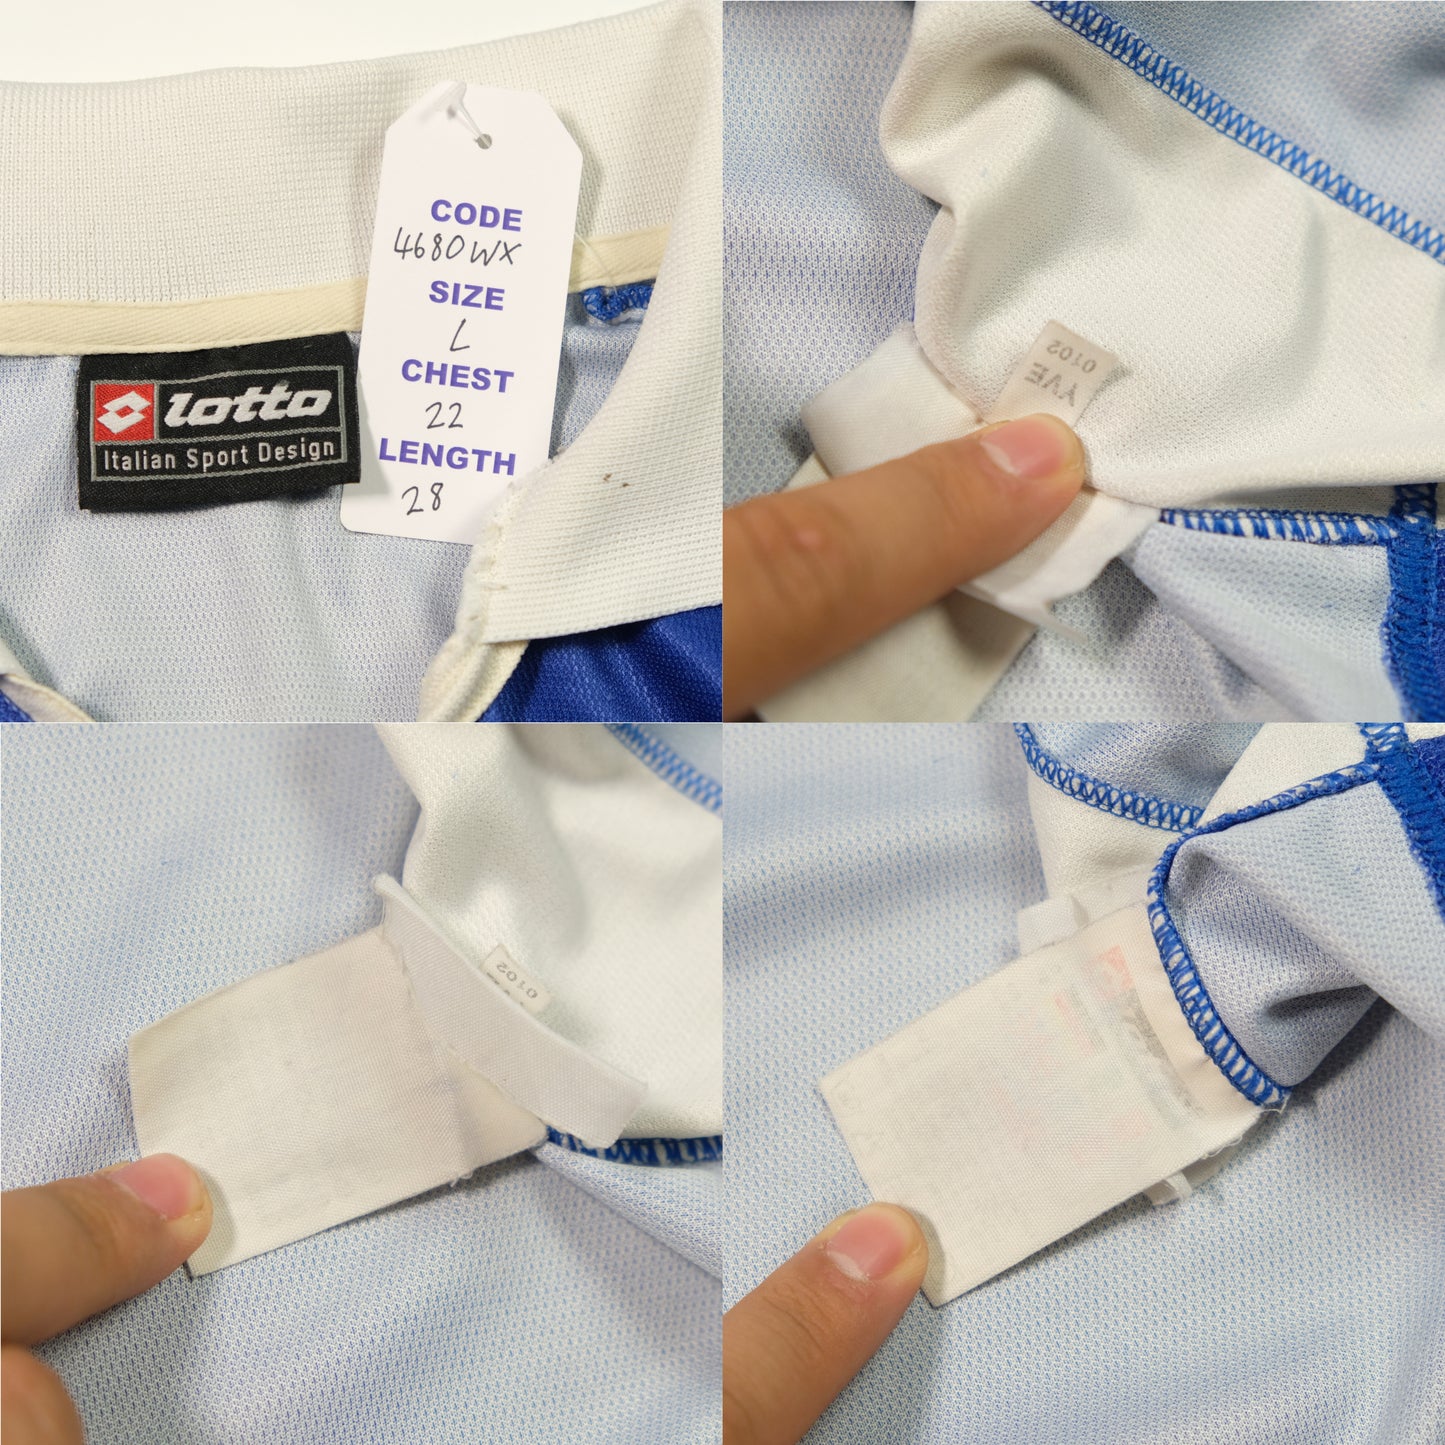 CODE
4680WX
SIZE
L
CHEST
22
LENGTH
28
lotto
Italian Sport Design
YVE
0102
0102